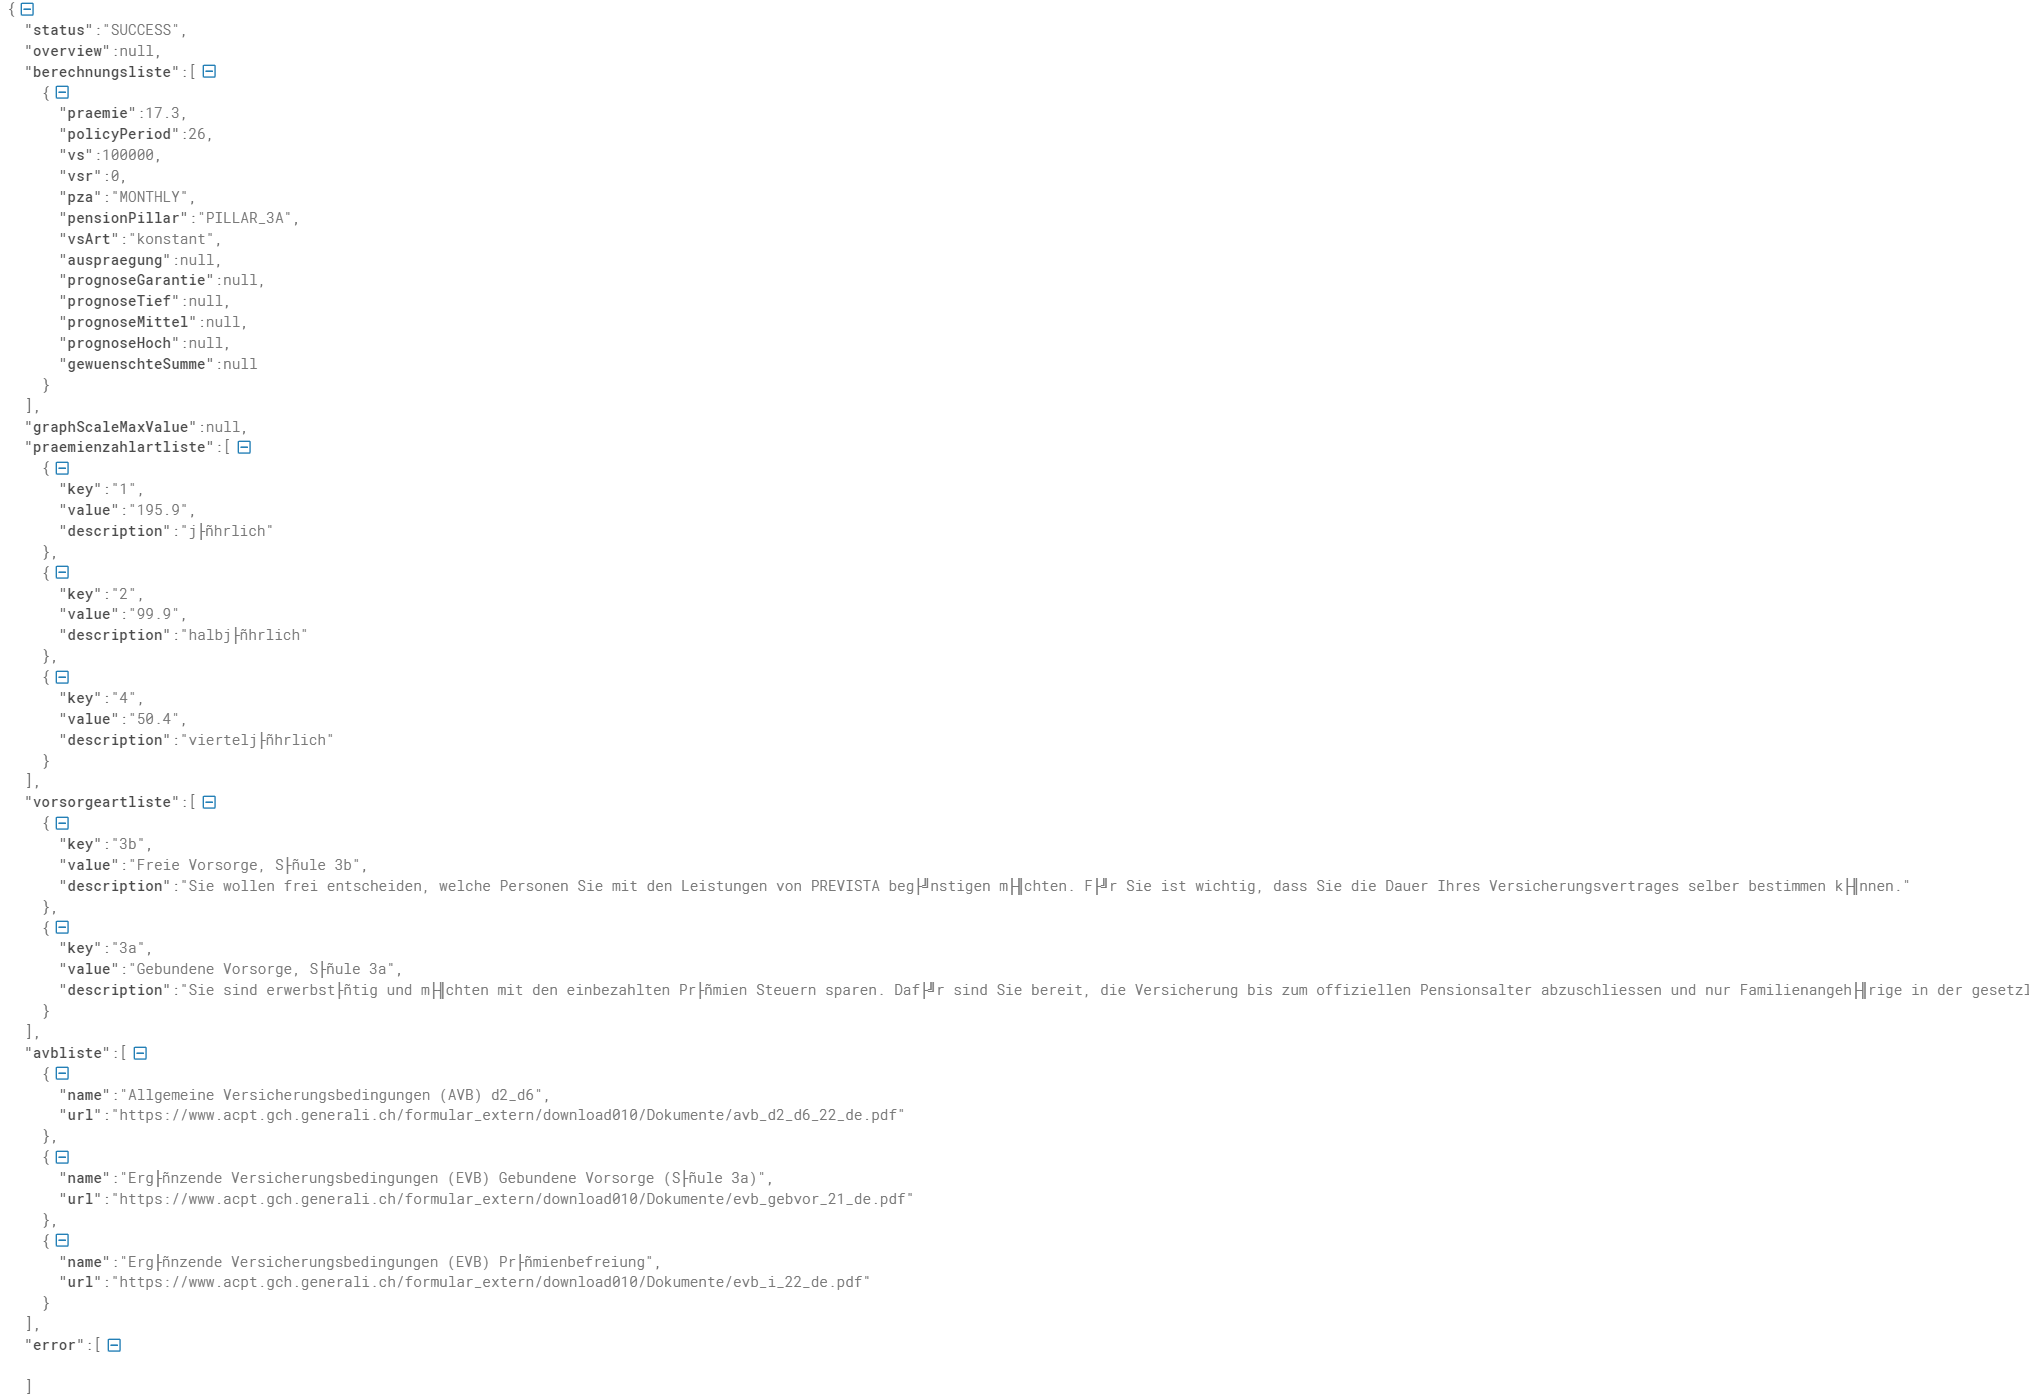 {
"status":"SUCCESS",
"overview":null,
"berechnungsliste":[
{
"praemie":17.3,
"policyPeriod":26,
"vs":100000,
"vsr":0,
"pza":"MONTHLY",
"pensionPillar":"PILLAR_3A",
"vsArt":"konstant",
"auspraegung":null,
"prognoseGarantie":null,
"prognoseTief":null,
"prognoseMittel":null,
"prognoseHoch":null,
"gewuenschteSumme":null
}
],
"graphScaleMaxValue":null,
"praemienzahlartliste":[
{
"key":"1",
"value":"195.9",
"description":"j├ñhrlich"
},
{
"key":"2",
"value":"99.9",
"description":"halbj├ñhrlich"
},
{
"key":"4",
"value":"50.4",
"description":"viertelj├ñhrlich"
}
],
"vorsorgeartliste":[
{
"key":"3b",
"value":"Freie Vorsorge, S├ñule 3b",
"description":"Sie wollen frei entscheiden, welche Personen Sie mit den Leistungen von PREVISTA beg├╝nstigen m├╢chten. F├╝r Sie ist wichtig, dass Sie die Dauer Ihres Versicherungsvertrages selber bestimmen k├╢nnen."
},
{
"key":"3a",
"value":"Gebundene Vorsorge, S├ñule 3a",
"description":"Sie sind erwerbst├ñtig und m├╢chten mit den einbezahlten Pr├ñmien Steuern sparen. Daf├╝r sind Sie bereit, die Versicherung bis zum offiziellen Pensionsalter abzuschliessen und nur Familienangeh├╢rige in der gesetzl
}
],
"avbliste":[
{
"name":"Allgemeine Versicherungsbedingungen (AVB) d2_d6",
"url":"https://www.acpt.gch.generali.ch/formular_extern/download010/Dokumente/avb_d2_d6_22_de.pdf"
},
{
"name":"Erg├ñnzende Versicherungsbedingungen (EVB) Gebundene Vorsorge (S├ñule 3a)",
"url":"https://www.acpt.gch.generali.ch/formular_extern/download010/Dokumente/evb_gebvor_21_de.pdf"
},
{
"name":"Erg├ñnzende Versicherungsbedingungen (EVB) Pr├ñmienbefreiung",
"url":"https://www.acpt.gch.generali.ch/formular_extern/download010/Dokumente/evb_i_22_de.pdf"
}
],
"error":[
]